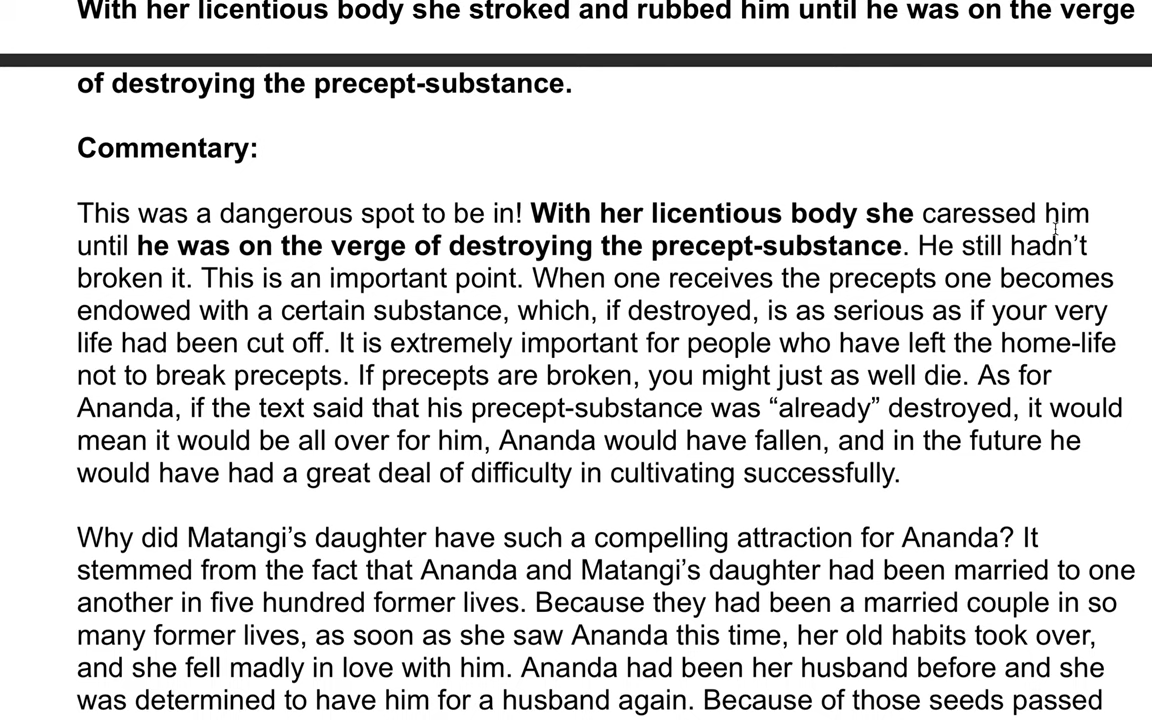 With her licentious body she stroked and rubbed him until he was on the verge
of destroying the precept-substance.
Commentary:
This was a dangerous spot to be in! With her licentious body she caressed him
until he was on the verge of destroying the precept-substance. He still hadn’t
broken it. This is an important point. When one receives the precepts one becomes
endowed with a certain substance, which, if destroyed, is as serious as if your very
life had been cut off. It is extremely important for people who have left the home-life
not to break precepts. If precepts are broken, you might just as well die. As for
Ananda, if the text said that his precept-substance was “already” destroyed, it would
mean it would be all over for him, Ananda would have fallen, and in the future he
would have had a great deal of difficulty in cultivating successfully.
Why did Matangi’s daughter have such a compelling attraction for Ananda? It
stemmed from the fact that Ananda and Matangi’s daughter had been married to one
another in five hundred former lives. Because they had been a married couple in so
many former lives, as soon as she saw Ananda this time, her old habits took over,
and she fell madly in love with him. Ananda had been her husband before and she
was determined to have him for a husband again. Because of those seeds passed